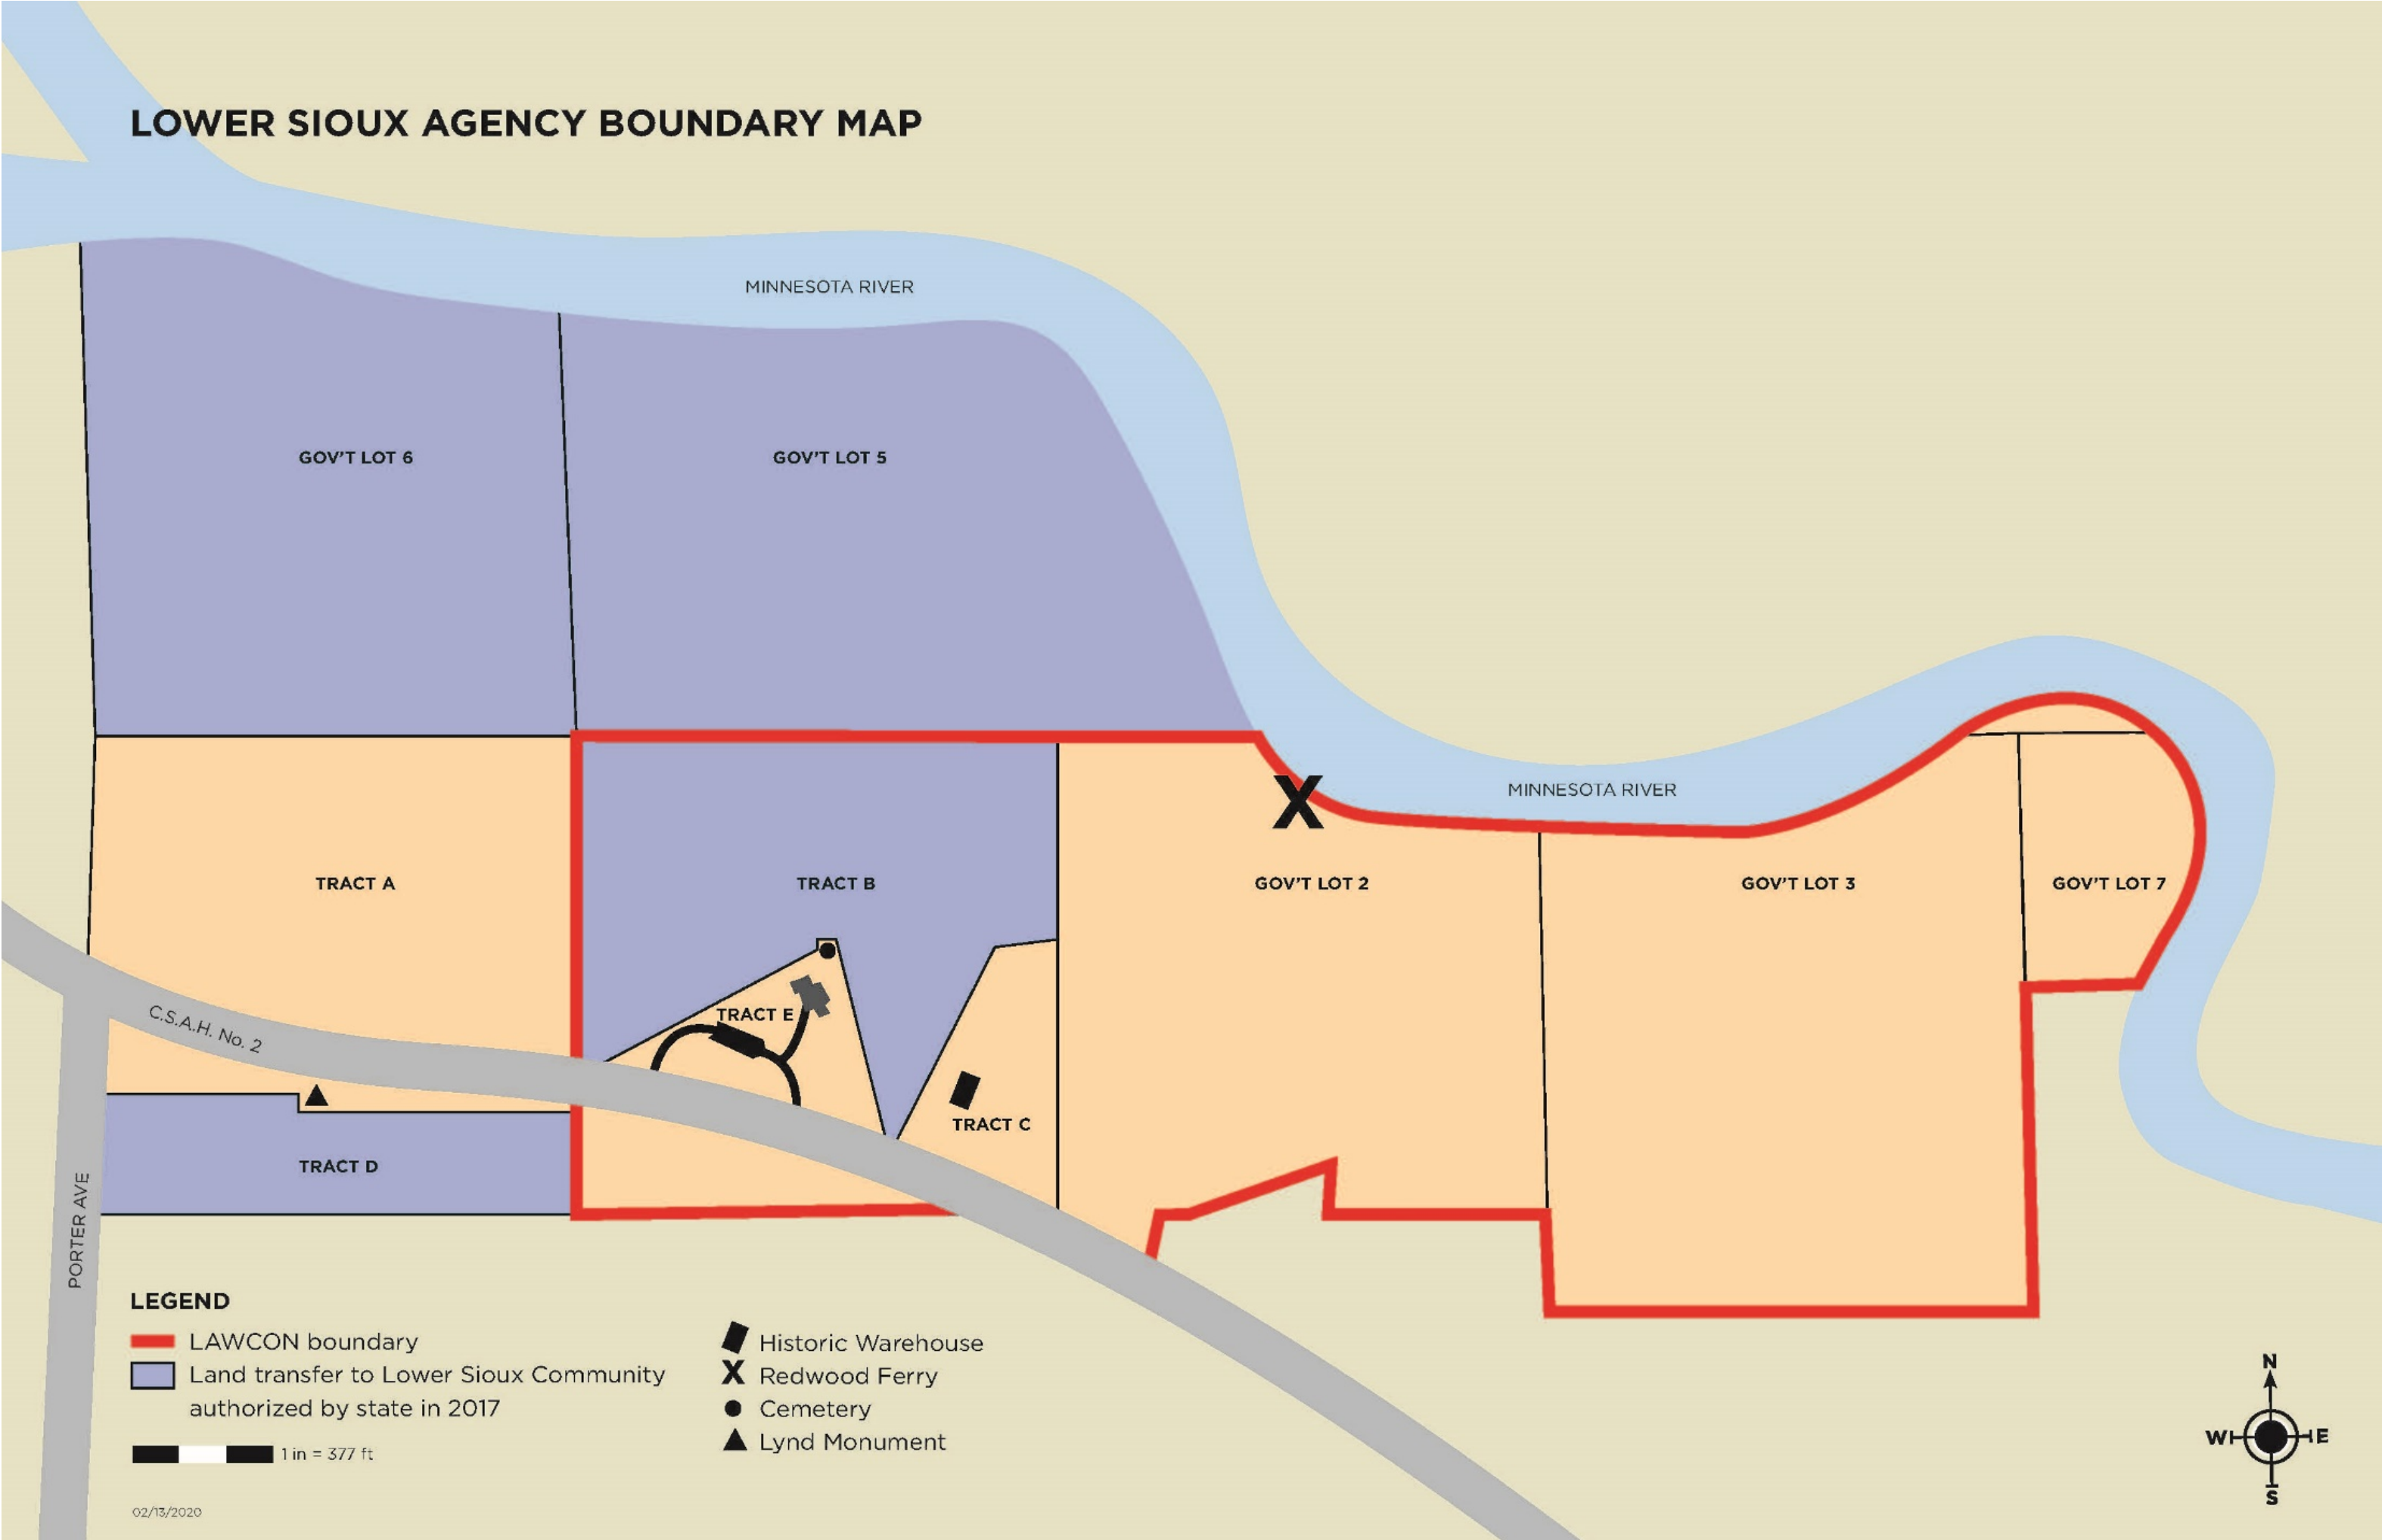 LOWER SIOUX AGENCY BOUNDARY MAP
MINNESOTA RIVER
GOV'T LOT 6
GOV'T LOT 5
MINNESOTA RIVER
TRACT A
TRACT B
GOV'T LOT 2
GOV'T LOT 3
GOV'T LOT 7
X
C.S.A.H. No. 2
TRACT E
TRACT C
TRACT D
PORTER AVE
LEGEND
LAWCON boundary
Land transfer to Lower Sioux Community
authorized by state in 2017
1 in = 377 ft
Historic Warehouse
X Redwood Ferry
Cemetery
Lynd Monument
N
W E
S
02/13/2020